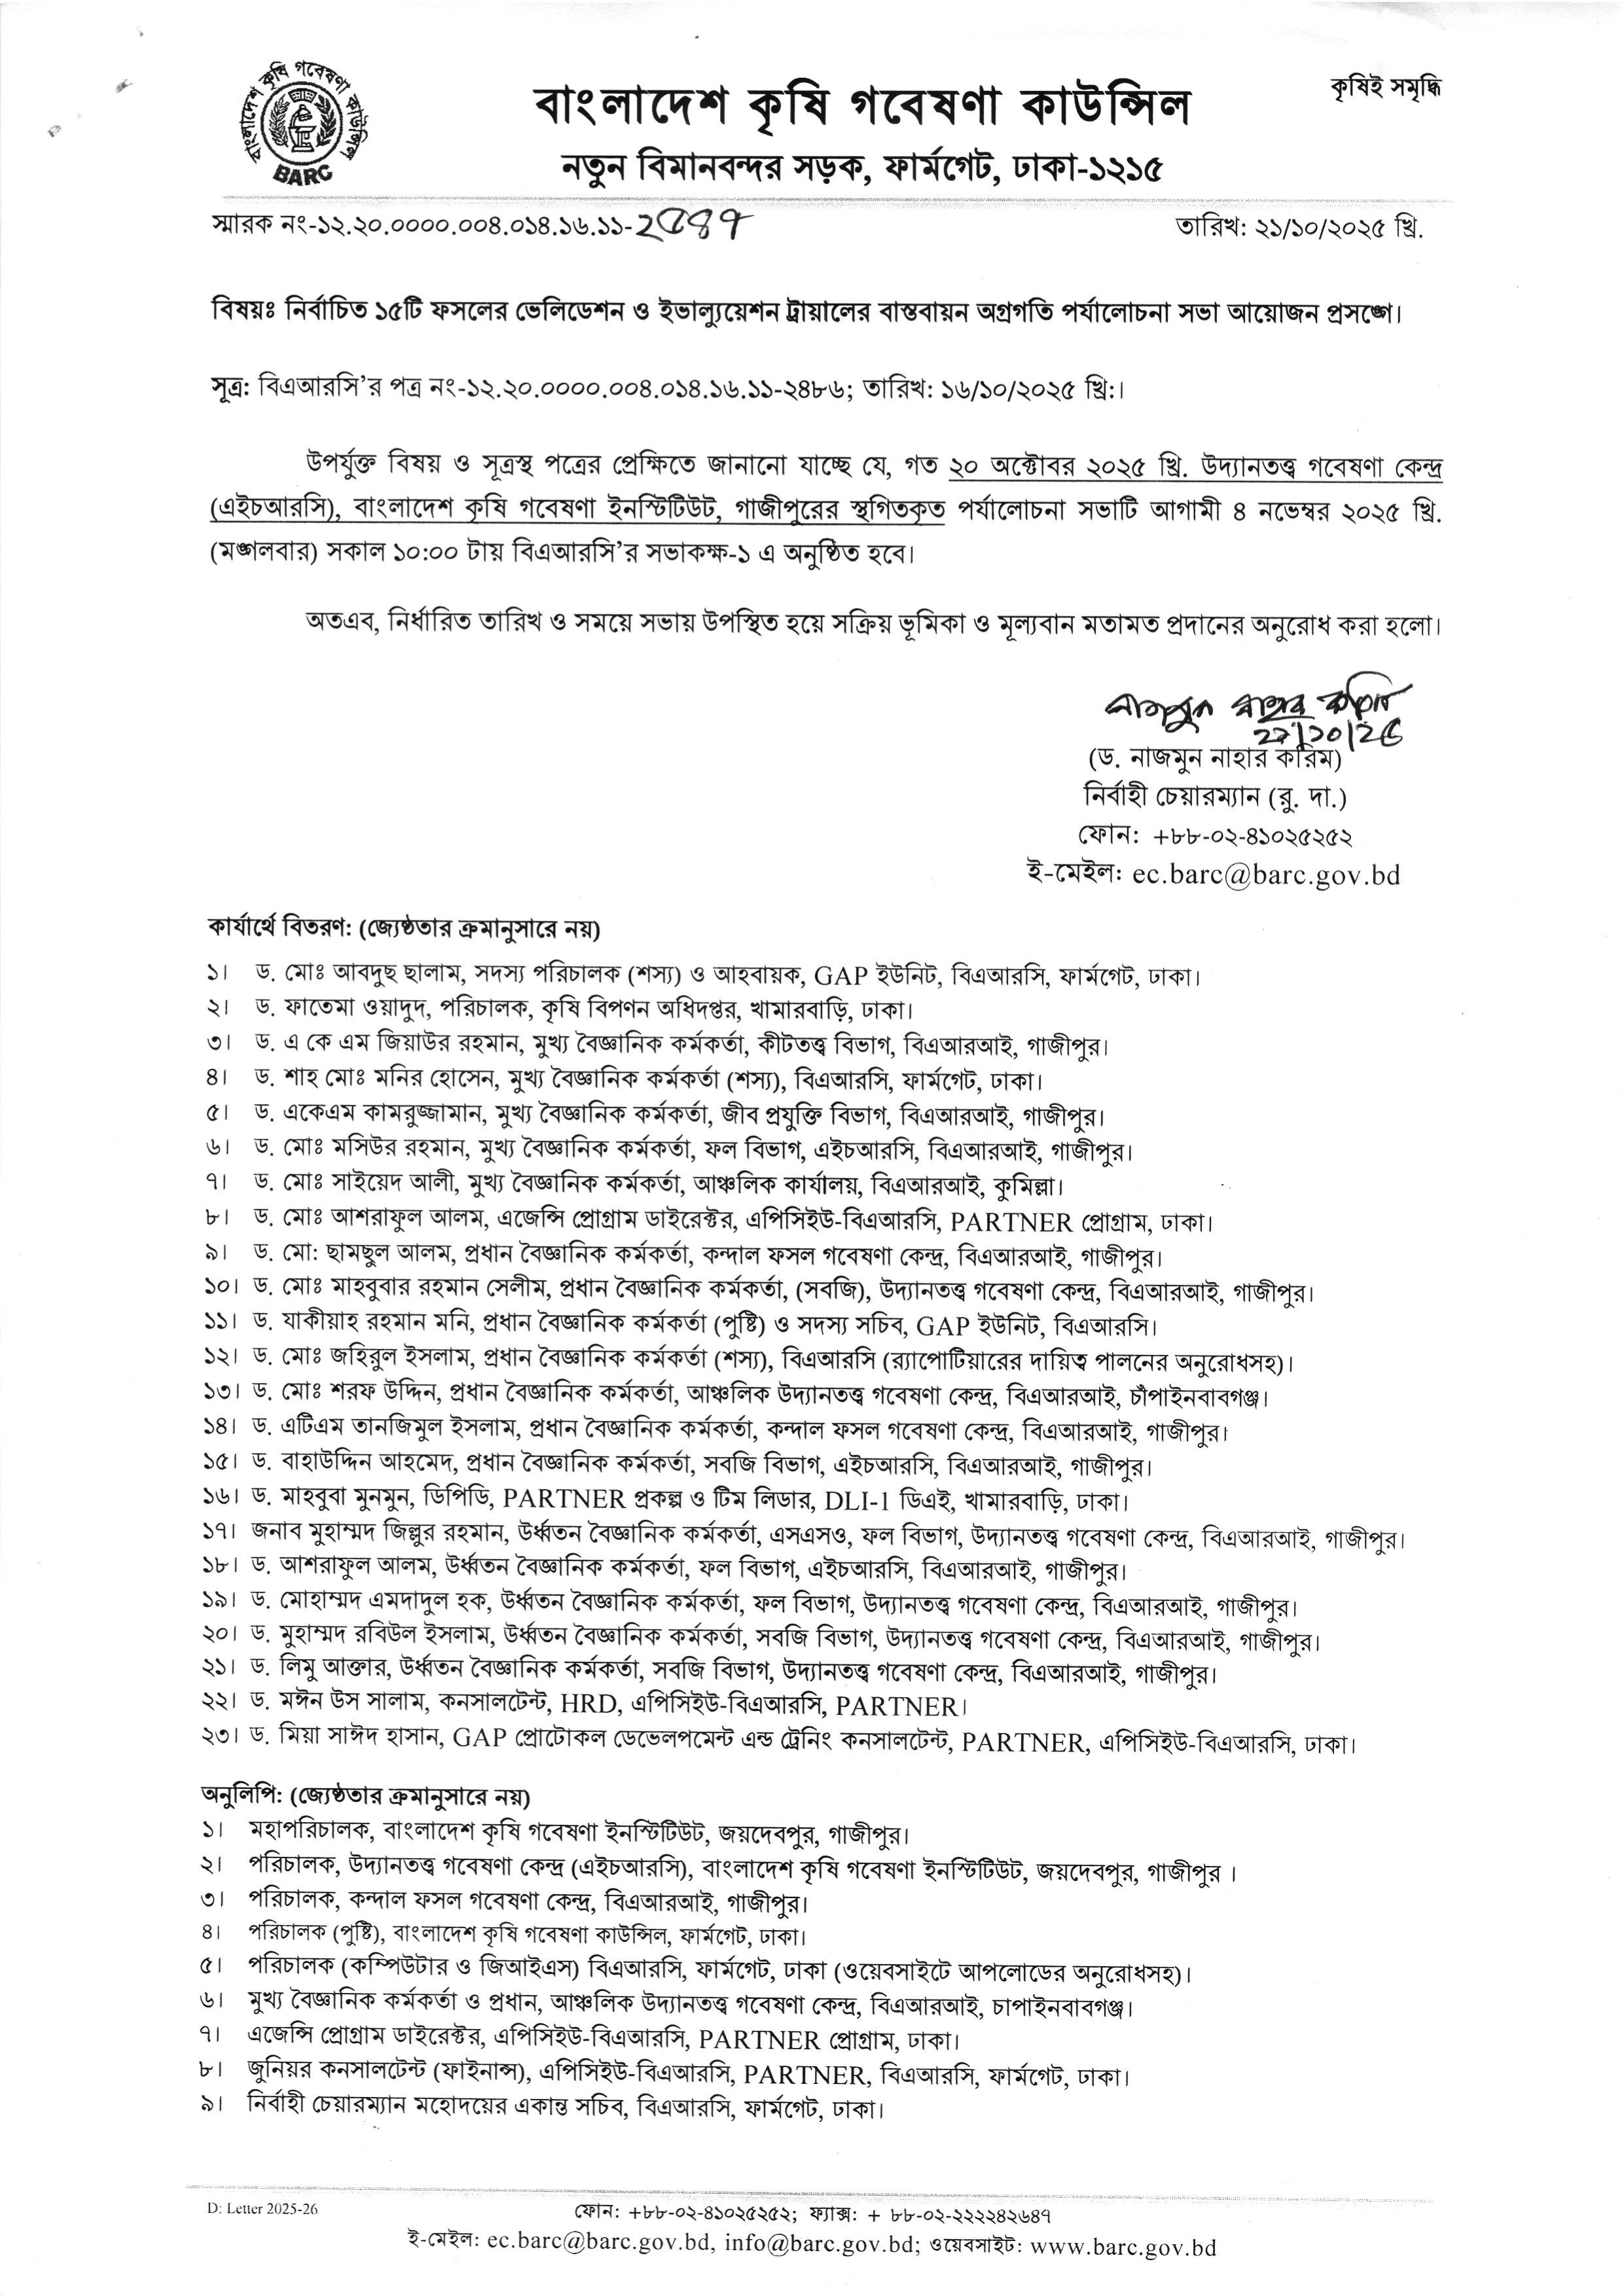 বাংলাদেশ কৃষি গবেষণা কাউন্সিল
BARC
বাংলাদেশ কৃষি গবেষণা কাউন্সিল
কৃষিই সমৃদ্ধি
নতুন বিমানবন্দর সড়ক, ফার্মগেট, ঢাকা-১২১৫
স্মারক নং-১২.২০.০০০০.০০৪.০১৪.১৬.১১-
তারিখ: ২১/১০/২০২৫ খ্রি.
বিষয়ঃ নির্বাচিত ১৫টি ফসলের ভেলিডেশন ও ইভাল্যুয়েশন ট্রায়ালের বাস্তবায়ন অগ্রগতি পর্যালোচনা সভা আয়োজন প্রসঙ্গে।
সূত্র: বিএআরসি’র পত্র নং-১২.২০.০০০০.০০৪.০১৪.১৬.১১-২৪৮৬; তারিখ: ১৬/১০/২০২৫ খ্রি:।
উপর্যুক্ত বিষয় ও সূত্রস্থ পত্রের প্রেক্ষিতে জানানো যাচ্ছে যে, গত ২০ অক্টোবর ২০২৫ খ্রি. উদ্যানতত্ত্ব গবেষণা কেন্দ্র
(এইচআরসি), বাংলাদেশ কৃষি গবেষণা ইনস্টিটিউট, গাজীপুরের স্থগিতকৃত পর্যালোচনা সভাটি আগামী ৪ নভেম্বর ২০২৫ খ্রি.
(মঙ্গলবার) সকাল ১০:০০ টায় বিএআরসি’র সভাকক্ষ-১ এ অনুষ্ঠিত হবে।
অতএব, নির্ধারিত তারিখ ও সময়ে সভায় উপস্থিত হয়ে সক্রিয় ভূমিকা ও মূল্যবান মতামত প্রদানের অনুরোধ করা হলো।
নাজমুন নাহার করিম
(ড. নাজমুন নাহার করিম)
নির্বাহী চেয়ারম্যান (রু. দা.)
ফোন: +৮৮-০২-৪১০২৫২৫২
ই-মেইল: ec.barc@barc.gov.bd
কার্যার্থে বিতরণ: (জ্যেষ্ঠতার ক্রমানুসারে নয়)
১। ড. মোঃ আবদুছ ছালাম, সদস্য পরিচালক (শস্য) ও আহবায়ক, GAP ইউনিট, বিএআরসি, ফার্মগেট, ঢাকা।
২। ড. ফাতেমা ওয়াদুদ, পরিচালক, কৃষি বিপণন অধিদপ্তর, খামারবাড়ি, ঢাকা।
৩। ড. এ কে এম জিয়াউর রহমান, মুখ্য বৈজ্ঞানিক কর্মকর্তা, কীটতত্ত্ব বিভাগ, বিএআরআই, গাজীপুর।
৪। ড. শাহ মোঃ মনির হোসেন, মুখ্য বৈজ্ঞানিক কর্মকর্তা (শস্য), বিএআরসি, ফার্মগেট, ঢাকা।
৫। ড. একেএম কামরুজ্জামান, মুখ্য বৈজ্ঞানিক কর্মকর্তা, জীব প্রযুক্তি বিভাগ, বিএআরআই, গাজীপুর।
৬। ড. মোঃ মসিউর রহমান, মুখ্য বৈজ্ঞানিক কর্মকর্তা, ফল বিভাগ, এইচআরসি, বিএআরআই, গাজীপুর।
৭। ড. মোঃ সাইয়েদ আলী, মুখ্য বৈজ্ঞানিক কর্মকর্তা, আঞ্চলিক কার্যালয়, বিএআরআই, কুমিল্লা।
৮। ড. মোঃ আশরাফুল আলম, এজেন্সি প্রোগ্রাম ডাইরেক্টর, এপিসিইউ-বিএআরসি, PARTNER প্রোগ্রাম, ঢাকা।
৯। ড. মো: ছামছুল আলম, প্রধান বৈজ্ঞানিক কর্মকর্তা, কন্দাল ফসল গবেষণা কেন্দ্র, বিএআরআই, গাজীপুর।
১০। ড. মোঃ মাহবুবার রহমান সেলীম, প্রধান বৈজ্ঞানিক কর্মকর্তা, (সবজি), উদ্যানতত্ত্ব গবেষণা কেন্দ্র, বিএআরআই, গাজীপুর।
১১। ড. যাকীয়াহ রহমান মনি, প্রধান বৈজ্ঞানিক কর্মকর্তা (পুষ্টি) ও সদস্য সচিব, GAP ইউনিট, বিএআরসি।
১২। ড. মোঃ জহিরুল ইসলাম, প্রধান বৈজ্ঞানিক কর্মকর্তা (শস্য), বিএআরসি (র‍্যাপোটিয়ারের দায়িত্ব পালনের অনুরোধসহ)।
১৩। ড. মোঃ শরফ উদ্দিন, প্রধান বৈজ্ঞানিক কর্মকর্তা, আঞ্চলিক উদ্যানতত্ত্ব গবেষণা কেন্দ্র, বিএআরআই, চাঁপাইনবাবগঞ্জ।
১৪। ড. এটিএম তানজিমুল ইসলাম, প্রধান বৈজ্ঞানিক কর্মকর্তা, কন্দাল ফসল গবেষণা কেন্দ্র, বিএআরআই, গাজীপুর।
১৫। ড. বাহাউদ্দিন আহমেদ, প্রধান বৈজ্ঞানিক কর্মকর্তা, সবজি বিভাগ, এইচআরসি, বিএআরআই, গাজীপুর।
১৬। ড. মাহবুবা মুনমুন, ডিপিডি, PARTNER প্রকল্প ও টিম লিডার, DLI-1 ডিএই, খামারবাড়ি, ঢাকা।
১৭। জনাব মুহাম্মদ জিল্লুর রহমান, উর্ধ্বতন বৈজ্ঞানিক কর্মকর্তা, এসএসও, ফল বিভাগ, উদ্যানতত্ত্ব গবেষণা কেন্দ্র, বিএআরআই, গাজীপুর।
১৮। ড. আশরাফুল আলম, উর্ধ্বতন বৈজ্ঞানিক কর্মকর্তা, ফল বিভাগ, এইচআরসি, বিএআরআই, গাজীপুর।
১৯। ড. মোহাম্মদ এমদাদুল হক, উর্ধ্বতন বৈজ্ঞানিক কর্মকর্তা, ফল বিভাগ, উদ্যানতত্ত্ব গবেষণা কেন্দ্র, বিএআরআই, গাজীপুর।
২০। ড. মুহাম্মদ রবিউল ইসলাম, উর্ধ্বতন বৈজ্ঞানিক কর্মকর্তা, সবজি বিভাগ, উদ্যানতত্ত্ব গবেষণা কেন্দ্র, বিএআরআই, গাজীপুর।
২১। ড. লিমু আক্তার, উর্ধ্বতন বৈজ্ঞানিক কর্মকর্তা, সবজি বিভাগ, উদ্যানতত্ত্ব গবেষণা কেন্দ্র, বিএআরআই, গাজীপুর।
২২। ড. মঈন উস সালাম, কনসালটেন্ট, HRD, এপিসিইউ-বিএআরসি, PARTNER।
২৩। ড. মিয়া সাঈদ হাসান, GAP প্রোটোকল ডেভেলপমেন্ট এন্ড ট্রেনিং কনসালটেন্ট, PARTNER, এপিসিইউ-বিএআরসি, ঢাকা।
অনুলিপি: (জ্যেষ্ঠতার ক্রমানুসারে নয়)
১। মহাপরিচালক, বাংলাদেশ কৃষি গবেষণা ইনস্টিটিউট, জয়দেবপুর, গাজীপুর।
২। পরিচালক, উদ্যানতত্ত্ব গবেষণা কেন্দ্র (এইচআরসি), বাংলাদেশ কৃষি গবেষণা ইনস্টিটিউট, জয়দেবপুর, গাজীপুর ।
৩। পরিচালক, কন্দাল ফসল গবেষণা কেন্দ্র, বিএআরআই, গাজীপুর।
৪। পরিচালক (পুষ্টি), বাংলাদেশ কৃষি গবেষণা কাউন্সিল, ফার্মগেট, ঢাকা।
৫। পরিচালক (কম্পিউটার ও জিআইএস) বিএআরসি, ফার্মগেট, ঢাকা (ওয়েবসাইটে আপলোডের অনুরোধসহ)।
৬। মুখ্য বৈজ্ঞানিক কর্মকর্তা ও প্রধান, আঞ্চলিক উদ্যানতত্ত্ব গবেষণা কেন্দ্র, বিএআরআই, চাপাইনবাবগঞ্জ।
৭। এজেন্সি প্রোগ্রাম ডাইরেক্টর, এপিসিইউ-বিএআরসি, PARTNER প্রোগ্রাম, ঢাকা।
৮। জুনিয়র কনসালটেন্ট (ফাইনান্স), এপিসিইউ-বিএআরসি, PARTNER, বিএআরসি, ফার্মগেট, ঢাকা।
৯। নির্বাহী চেয়ারম্যান মহোদয়ের একান্ত সচিব, বিএআরসি, ফার্মগেট, ঢাকা।
D: Letter 2025-26
ফোন: +৮৮-০২-৪১০২৫২৫২; ফ্যাক্স: + ৮৮-০২-২২২২৪২৬৪৭
ই-মেইল: ec.barc@barc.gov.bd, info@barc.gov.bd; ওয়েবসাইট: www.barc.gov.bd